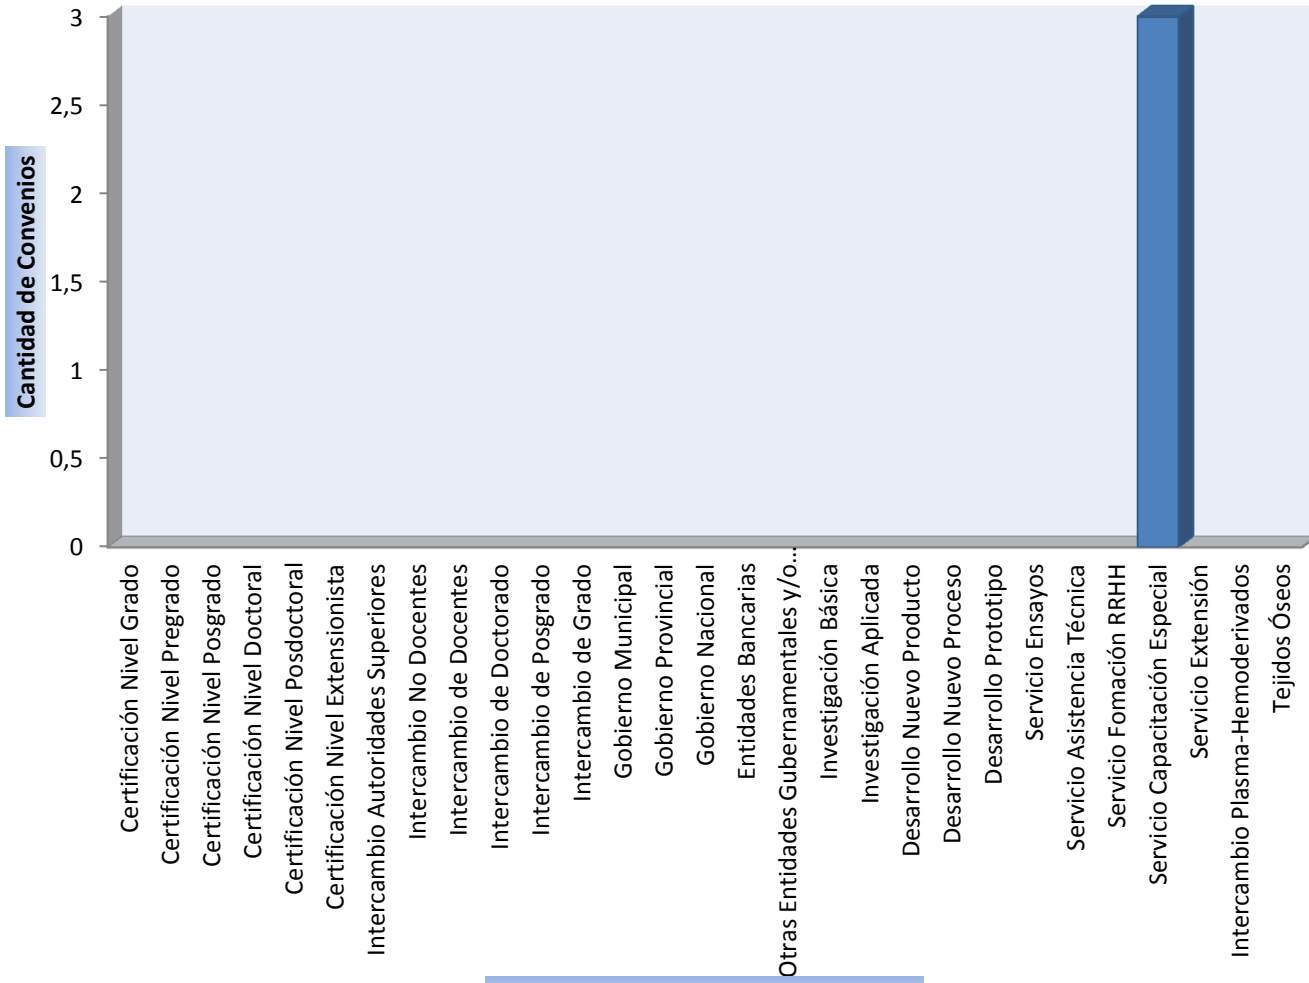 3
2,5
2
1,5
1
0,5
0
Cantidad de Convenios
Certificación Nivel Grado
Certificación Nivel Pregrado
Certificación Nivel Posgrado
Certificación Nivel Doctoral
Certificación Nivel Posdoctoral
Certificación Nivel Extensionista
Intercambio Autoridades Superiores
Intercambio No Docentes
Intercambio de Docentes
Intercambio de Doctorado
Intercambio de Posgrado
Intercambio de Grado
Gobierno Municipal
Gobierno Provincial
Gobierno Nacional
Entidades Bancarias
Otras Entidades Gubernamentales y/o...
Investigación Básica
Investigación Aplicada
Desarrollo Nuevo Producto
Desarrollo Nuevo Proceso
Desarrollo Prototipo
Servicio Ensayos
Servicio Asistencia Técnica
Servicio Fomación RRHH
Servicio Capacitación Especial
Servicio Extensión
Intercambio Plasma-Hemoderivados
Tejidos Óseos